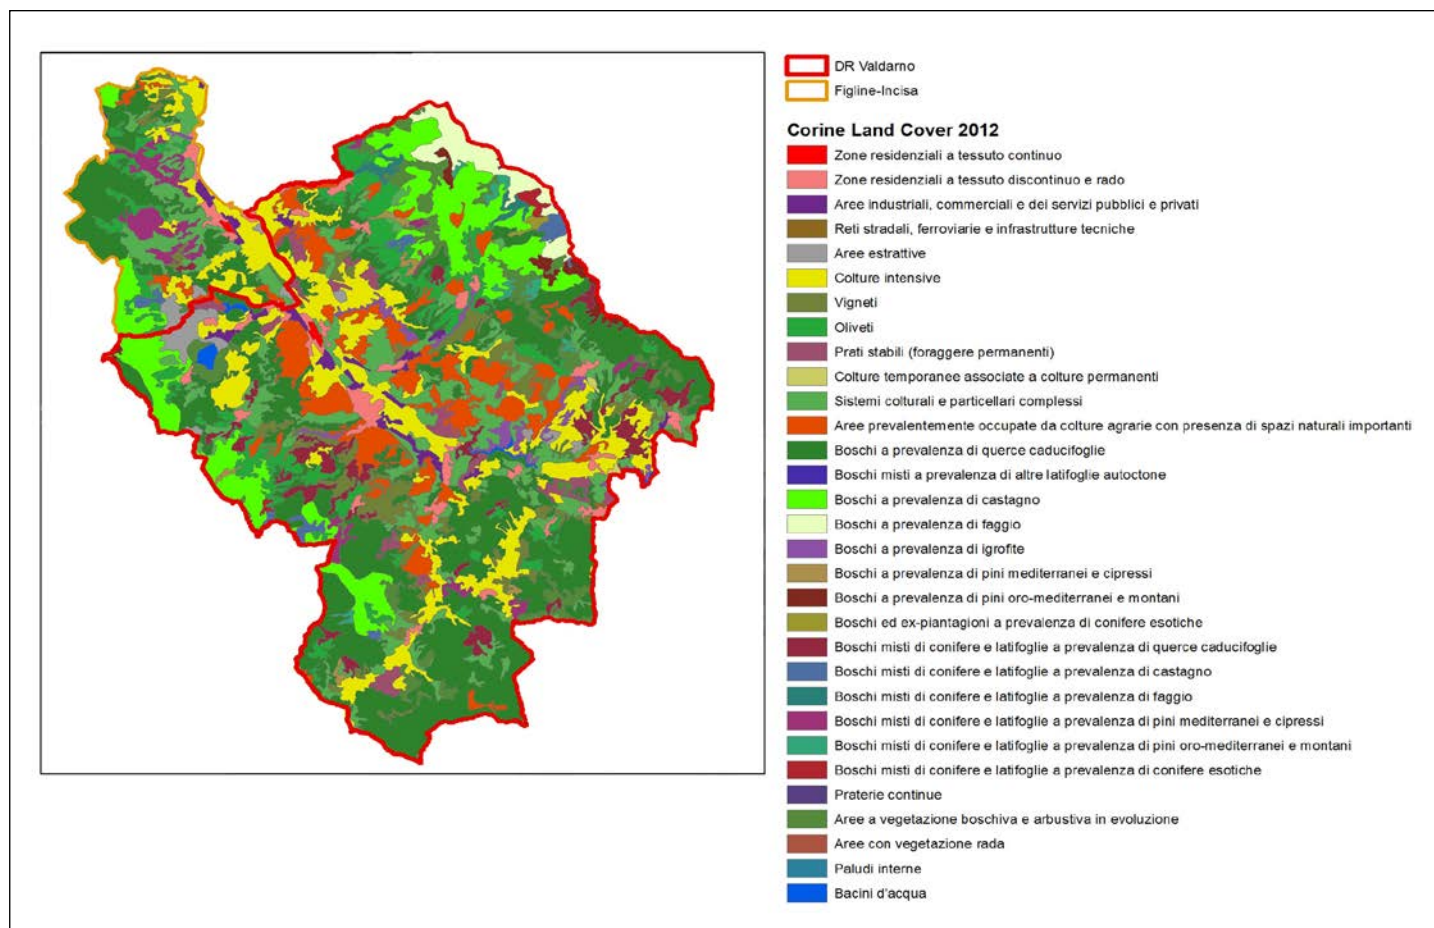 DR Valdarno
Figline-Incisa
Corine Land Cover 2012
Zone residenziali a tessuto continuo
Zone residenziali a tessuto discontinuo e rado
Aree industriali, commerciali e dei servizi pubblici e privati
Reti stradali, ferroviarie e infrastrutture tecniche
Aree estrattive
Colture intensive
Vigneti
Oliveti
Prati stabili (foraggere permanenti)
Colture temporanee associate a colture permanenti
Sistemi colturali e particellari complessi
Aree prevalentemente occupate da colture agrarie con presenza di spazi naturali importanti
Boschi a prevalenza di querce caducifoglie
Boschi misti a prevalenza di altre latifoglie autoctone
Boschi a prevalenza di castagno
Boschi a prevalenza di faggio
Boschi a prevalenza di igrofite
Boschi a prevalenza di pini mediterranei e cipressi
Boschi a prevalenza di pini oro-mediterranei e montani
Boschi ed ex-piantagioni a prevalenza di conifere esotiche
Boschi misti di conifere e latifoglie a prevalenza di querce caducifoglie
Boschi misti di conifere e latifoglie a prevalenza di castagno
Boschi misti di conifere e latifoglie a prevalenza di faggio
Boschi misti di conifere e latifoglie a prevalenza di pini mediterranei e cipressi
Boschi misti di conifere e latifoglie a prevalenza di pini oro-mediterranei e montani
Boschi misti di conifere e latifoglie a prevalenza di conifere esotiche
Praterie continue
Aree a vegetazione boschiva e arbustiva in evoluzione
Aree con vegetazione rada
Paludi interne
Bacini d'acqua